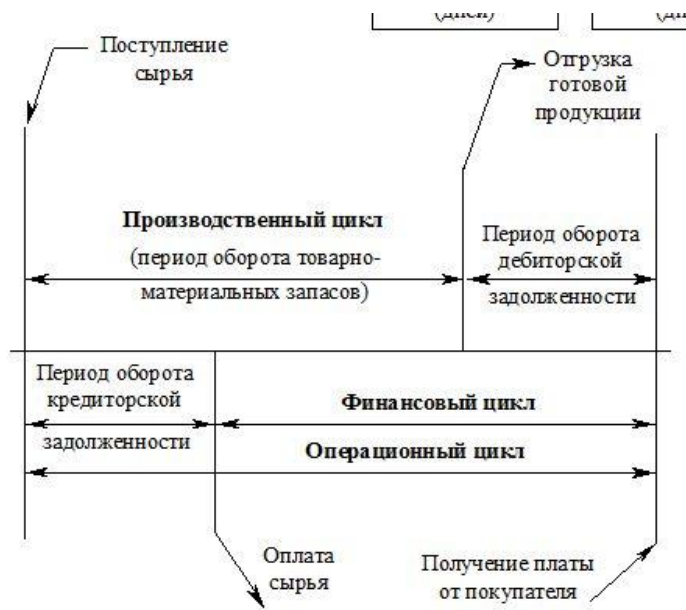 (дней)
Поступление
сырья
Отгрузка
готовой
продукции
Производственный цикл
(период оборота товарно-
материальных запасов)
Период оборота
дебиторской
задолженности
Период оборота
кредиторской
задолженности
Финансовый цикл
Операционный цикл
Оплата
сырья
Получение платы
от покупателя